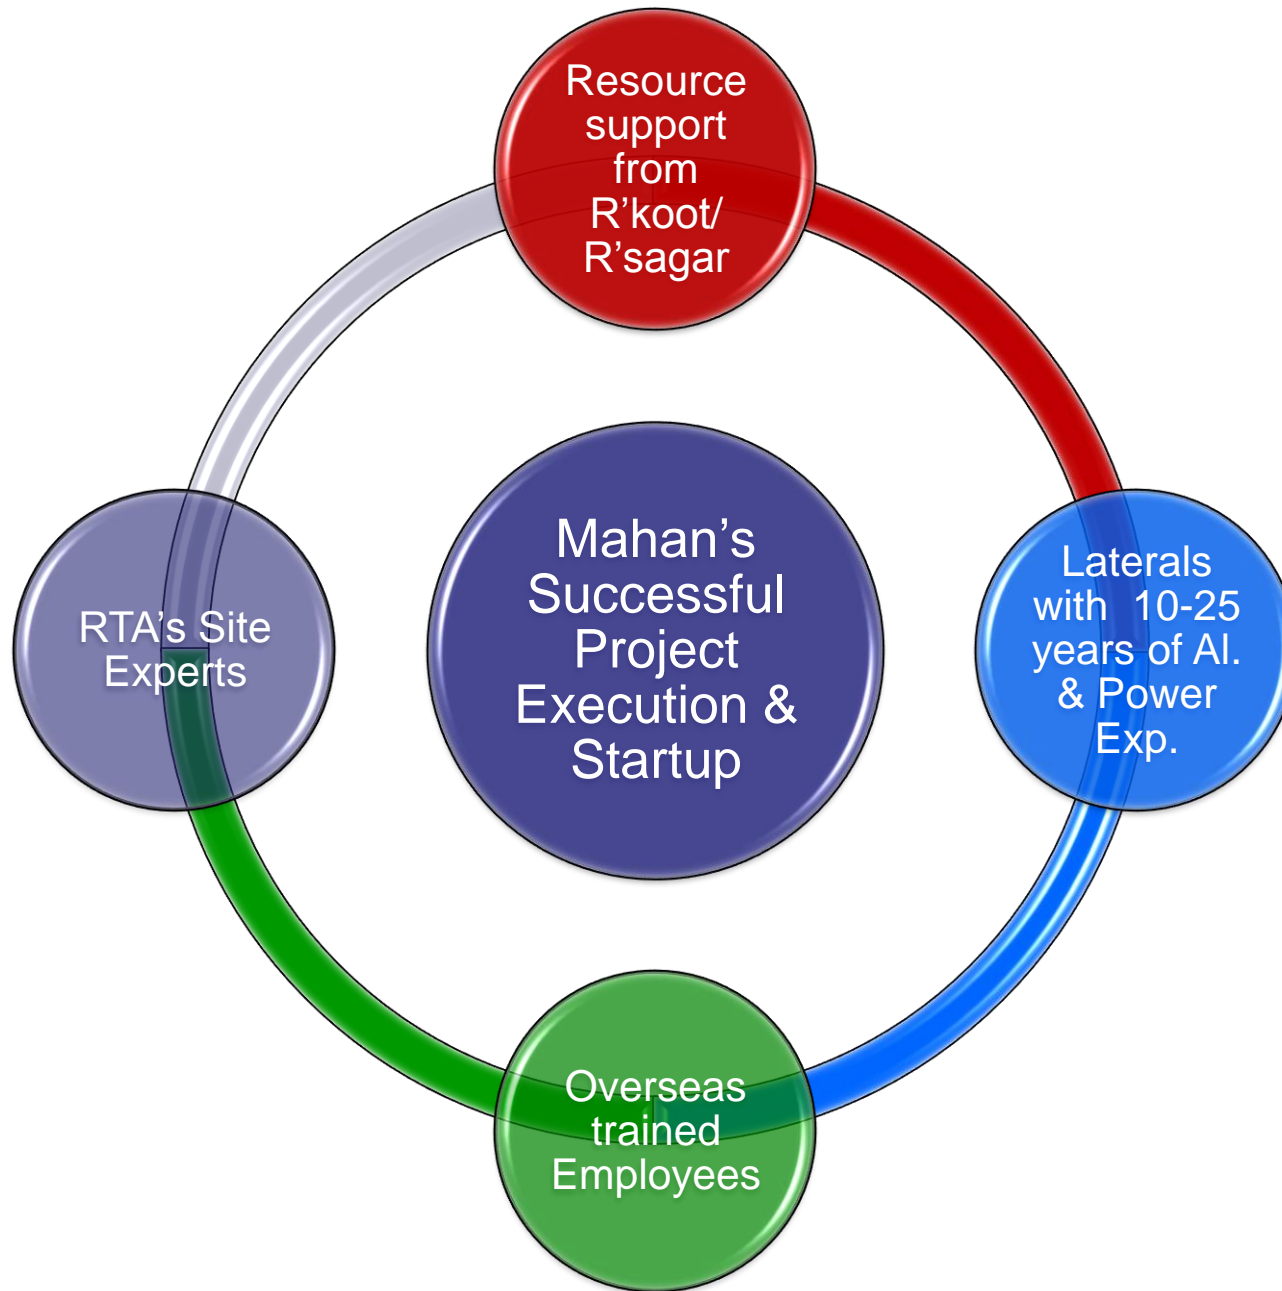 Resource
support
from
R’koot/
R’sagar
Mahan’s
Successful
Project
Execution &
Startup
Laterals
with  10-25
years of Al.
& Power
Exp.
RTA’s Site
Experts
Overseas
trained
Employees